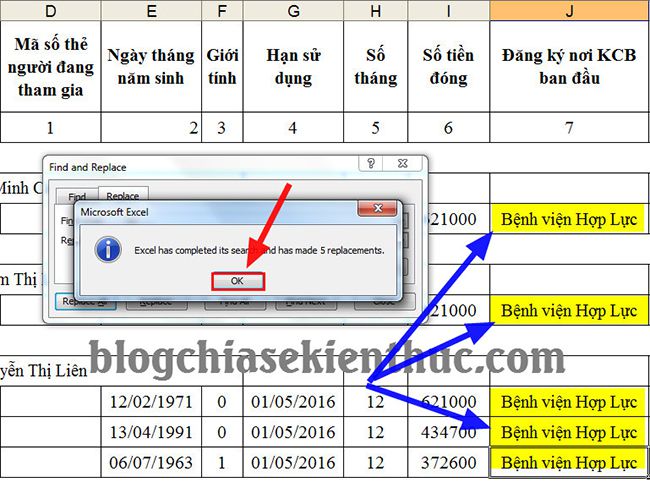 D E F G H I J
Mã số thẻ người đang tham gia
Ngày tháng năm sinh
Giới tính
Hạn sử dụng
Số tháng
Số tiền đóng
Đăng ký nơi KCB ban đầu
1 2 3 4 5 6 7
Find and Replace
Minh
Find Replace
Microsoft Excel
21000 Bệnh viện Hợp Lực
Excel has completed its search and has made 5 replacements.
OK
Thị
21000 Bệnh viện Hợp Lực
Replace All Replace Find All Find Next Close
blogchiasekienthuc.com
yễn Thị Liên
12/02/1971 0 01/05/2016 12 621000 Bệnh viện Hợp Lực
13/04/1991 0 01/05/2016 12 434700 Bệnh viện Hợp Lực
06/07/1963 1 01/05/2016 12 372600 Bệnh viện Hợp Lực